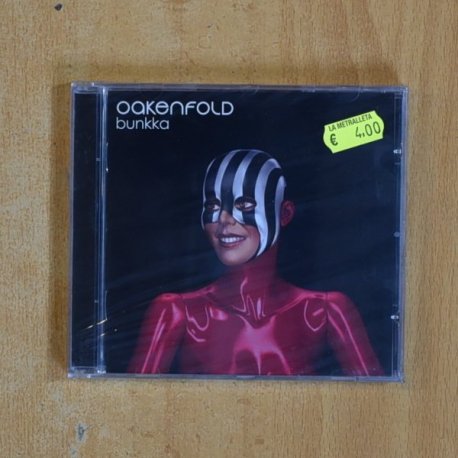 OAKENFOLD
bunkka
LA METRALLETA
€ 4,00